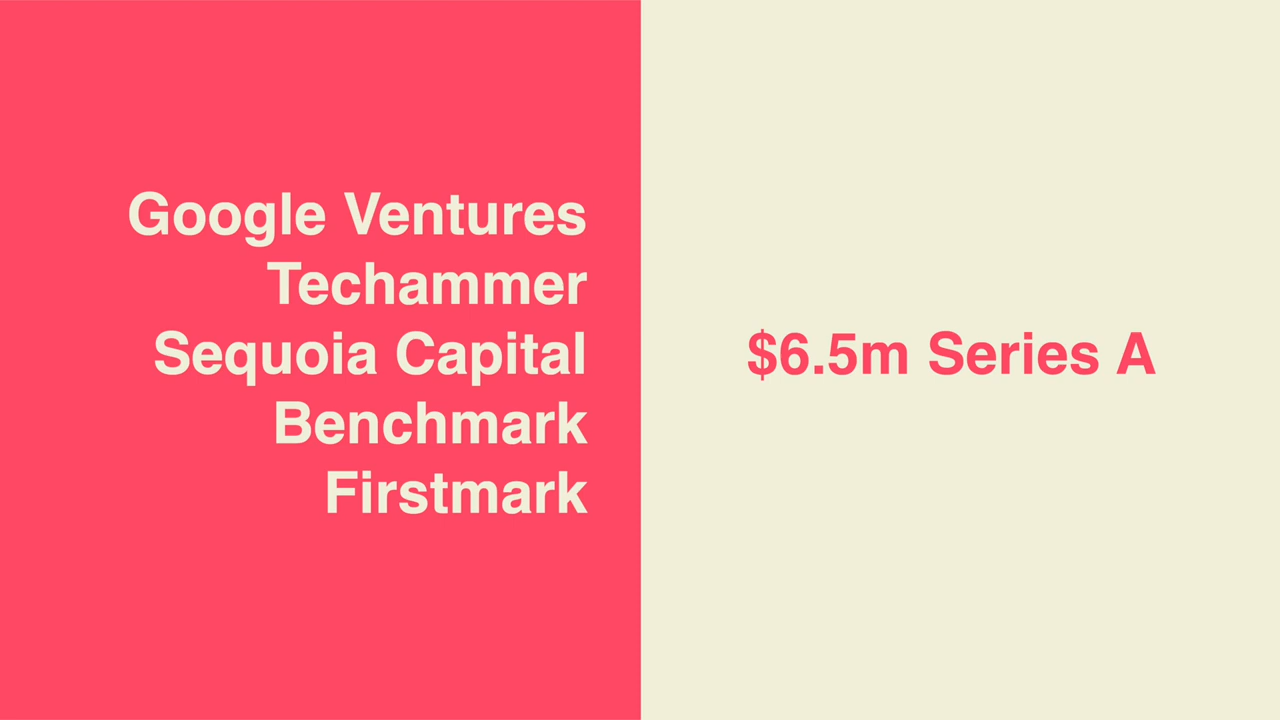 Google Ventures
Techammer
Sequoia Capital
Benchmark
Firstmark
$6.5m Series A